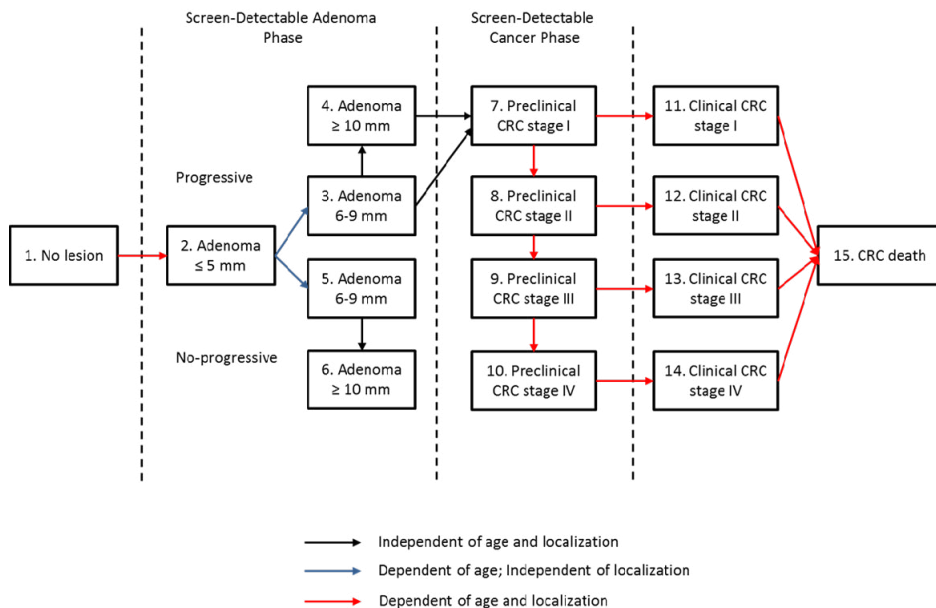 Screen-Detectable Adenoma
Phase
Screen-Detectable
Cancer Phase
4. Adenoma
≥ 10 mm
7. Preclinical
CRC stage I
11. Clinical CRC
stage I
Progressive
3. Adenoma
6-9 mm
8. Preclinical
CRC stage II
12. Clinical CRC
stage II
1. No lesion
2. Adenoma
≤ 5 mm
15. CRC death
5. Adenoma
6-9 mm
9. Preclinical
CRC stage III
13. Clinical CRC
stage III
No-progressive
6. Adenoma
≥ 10 mm
10. Preclinical
CRC stage IV
14. Clinical CRC
stage IV
Independent of age and localization
Dependent of age; Independent of localization
Dependent of age and localization